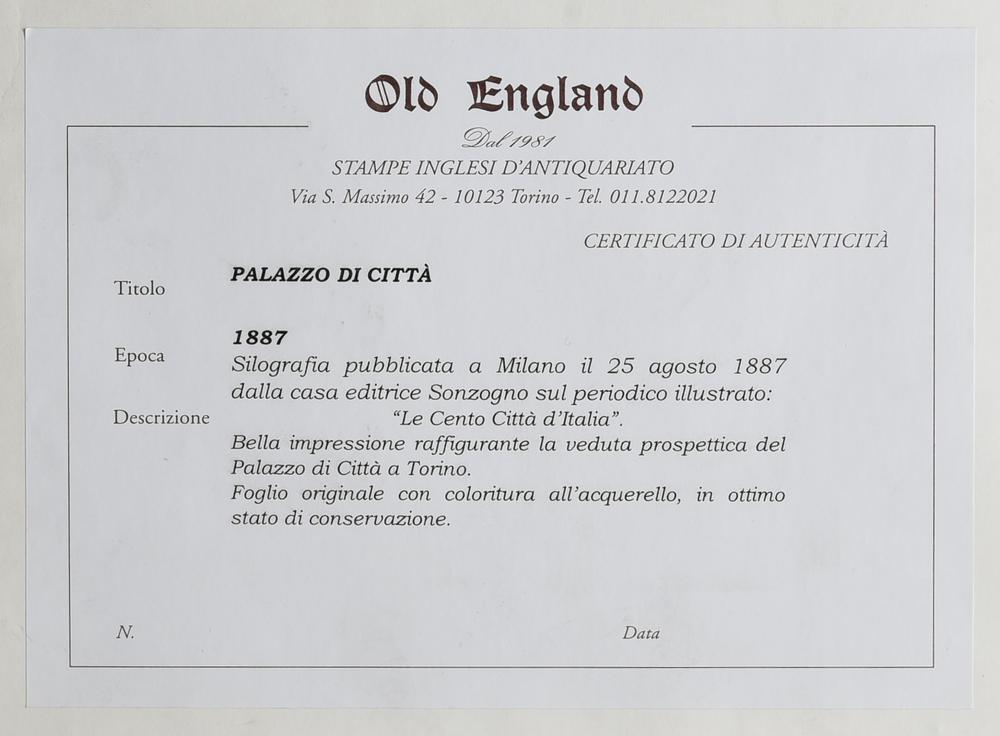 Old England
Dal 1981
STAMPE INGLESI D'ANTIQUARIATO
Via S. Massimo 42 - 10123 Torino - Tel. 011.8122021
CERTIFICATO DI AUTENTICITÀ
Titolo
PALAZZO DI CITTÀ
Epoca
1887
Descrizione
Silografia pubblicata a Milano il 25 agosto 1887
dalla casa editrice Sonzogno sul periodico illustrato:
“Le Cento Città d'Italia”.
Bella impressione raffigurante la veduta prospettica del
Palazzo di Città a Torino.
Foglio originale con coloritura all'acquerello, in ottimo
stato di conservazione.
N.
Data